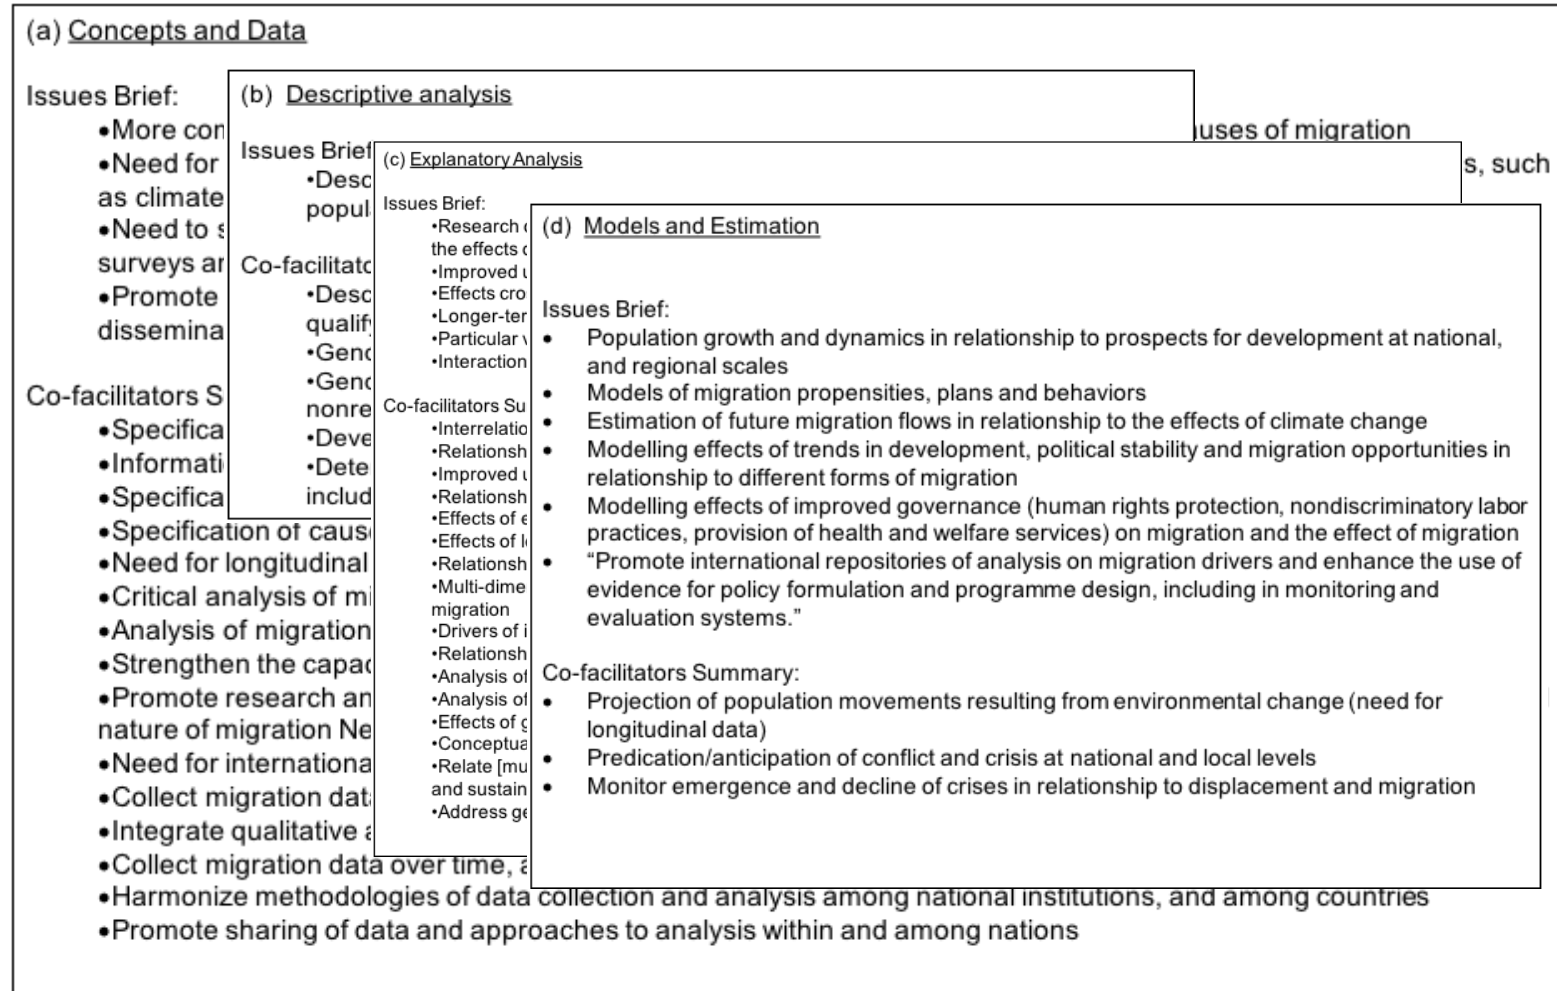 (a) Concepts and Data
Issues Brief:
•More con
uses of migration
•Need for
s, such
as climate
•Need to s
surveys ar
•Promote
dissemina
Co-facilitators S
•Specifica
•Informati
•Specifica
•Specification of caus
•Need for longitudinal
•Critical analysis of mi
•Analysis of migration
•Strengthen the capac
•Promote research an
nature of migration Ne
•Need for internationa
•Collect migration dat
•Integrate qualitative a
•Collect migration data over time, a
•Harmonize methodologies of data collection and analysis among national institutions, and among countries
•Promote sharing of data and approaches to analysis within and among nations
(b) Descriptive analysis
Issues Brief
•Desc
popul
Co-facilitato
•Desc
qualify
•Gend
•Gend
nonre
•Deve
•Dete
includ
(c) Explanatory Analysis
Issues Brief:
•Research
the effects
•Improved u
•Effects cro
•Longer-ter
•Particular v
•Interaction
Co-facilitators Su
•Interrelatio
•Relationsh
•Improved u
•Relationsh
•Effects of e
•Effects of l
•Relationsh
•Multi-dime
migration
•Drivers of i
•Relationsh
•Analysis of
•Analysis of
•Effects of g
•Conceptua
•Relate [mu
and sustain
•Address ge
(d) Models and Estimation
Issues Brief:
• Population growth and dynamics in relationship to prospects for development at national,
and regional scales
• Models of migration propensities, plans and behaviors
• Estimation of future migration flows in relationship to the effects of climate change
• Modelling effects of trends in development, political stability and migration opportunities in
relationship to different forms of migration
• Modelling effects of improved governance (human rights protection, nondiscriminatory labor
practices, provision of health and welfare services) on migration and the effect of migration
• “Promote international repositories of analysis on migration drivers and enhance the use of
evidence for policy formulation and programme design, including in monitoring and
evaluation systems.”
Co-facilitators Summary:
• Projection of population movements resulting from environmental change (need for
longitudinal data)
• Predication/anticipation of conflict and crisis at national and local levels
• Monitor emergence and decline of crises in relationship to displacement and migration